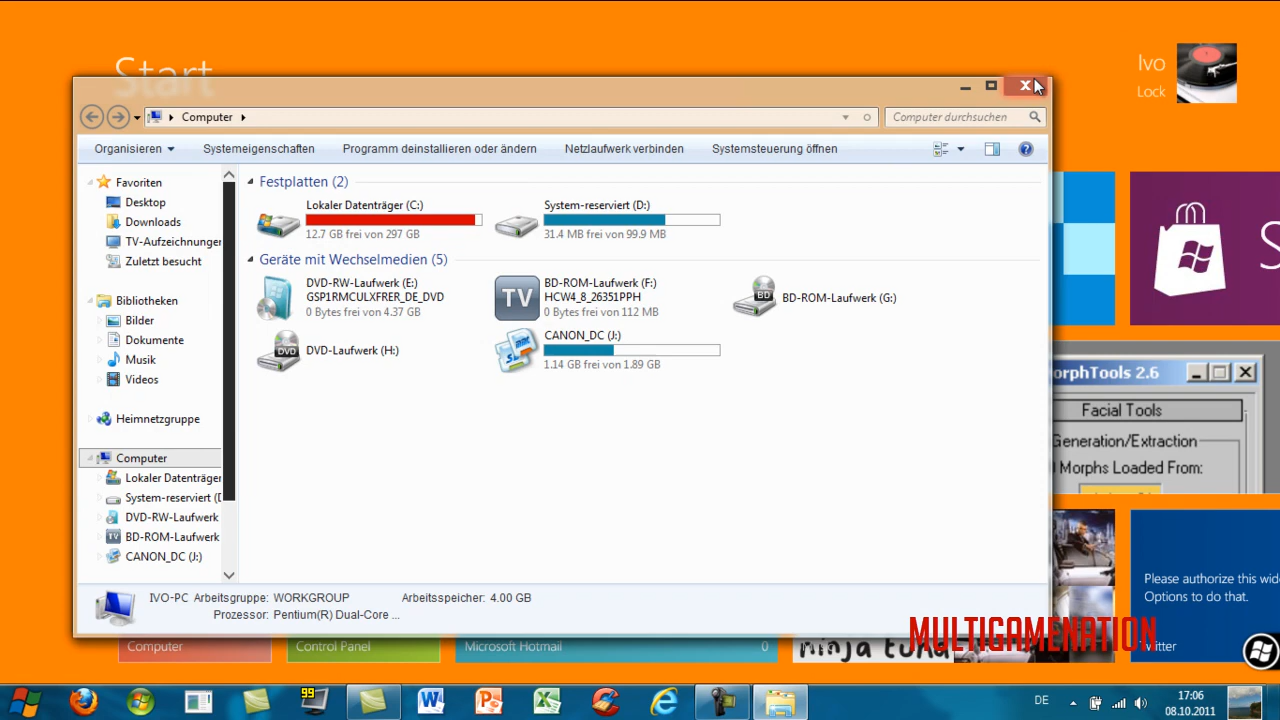 Start
Ivo
Lock
Computer
Computer durchsuchen
Organisieren
Systemeigenschaften
Programm deinstallieren oder ändern
Netzlaufwerk verbinden
Systemsteuerung öffnen
Favoriten
Desktop
Downloads
TV-Aufzeichnunger
Zuletzt besucht
Bibliotheken
Bilder
Dokumente
Musik
Videos
Heimnetzgruppe
Computer
Lokaler Datenträger
System-reserviert (D
DVD-RW-Laufwerk
BD-ROM-Laufwerk
CANON_DC (J:)
Festplatten (2)
Lokaler Datenträger (C:)
12.7 GB frei von 297 GB
System-reserviert (D:)
31.4 MB frei von 99.9 MB
Geräte mit Wechselmedien (5)
DVD-RW-Laufwerk (E:)
GSP1RMCULXFRER_DE_DVD
0 Bytes frei von 4.37 GB
TV
BD-ROM-Laufwerk (F:)
HCW4_8_26351PPH
0 Bytes frei von 112 MB
BD
BD-ROM-Laufwerk (G:)
DVD
DVD-Laufwerk (H:)
CANON_DC (J:)
1.14 GB frei von 1.89 GB
IVO-PC Arbeitsgruppe: WORKGROUP
Arbeitsspeicher: 4.00 GB
Prozessor: Pentium(R) Dual-Core ...
S
orphTools 2.6
Facial Tools
Generation/Extraction
Morphs Loaded From:
Please authorize this wid
Options to do that.
Twitter
Computer
Control Panel
Microsoft Hotmail
0
ninja tuna
MULTIGAMENATION
99
DE
17:06
08.10.2011